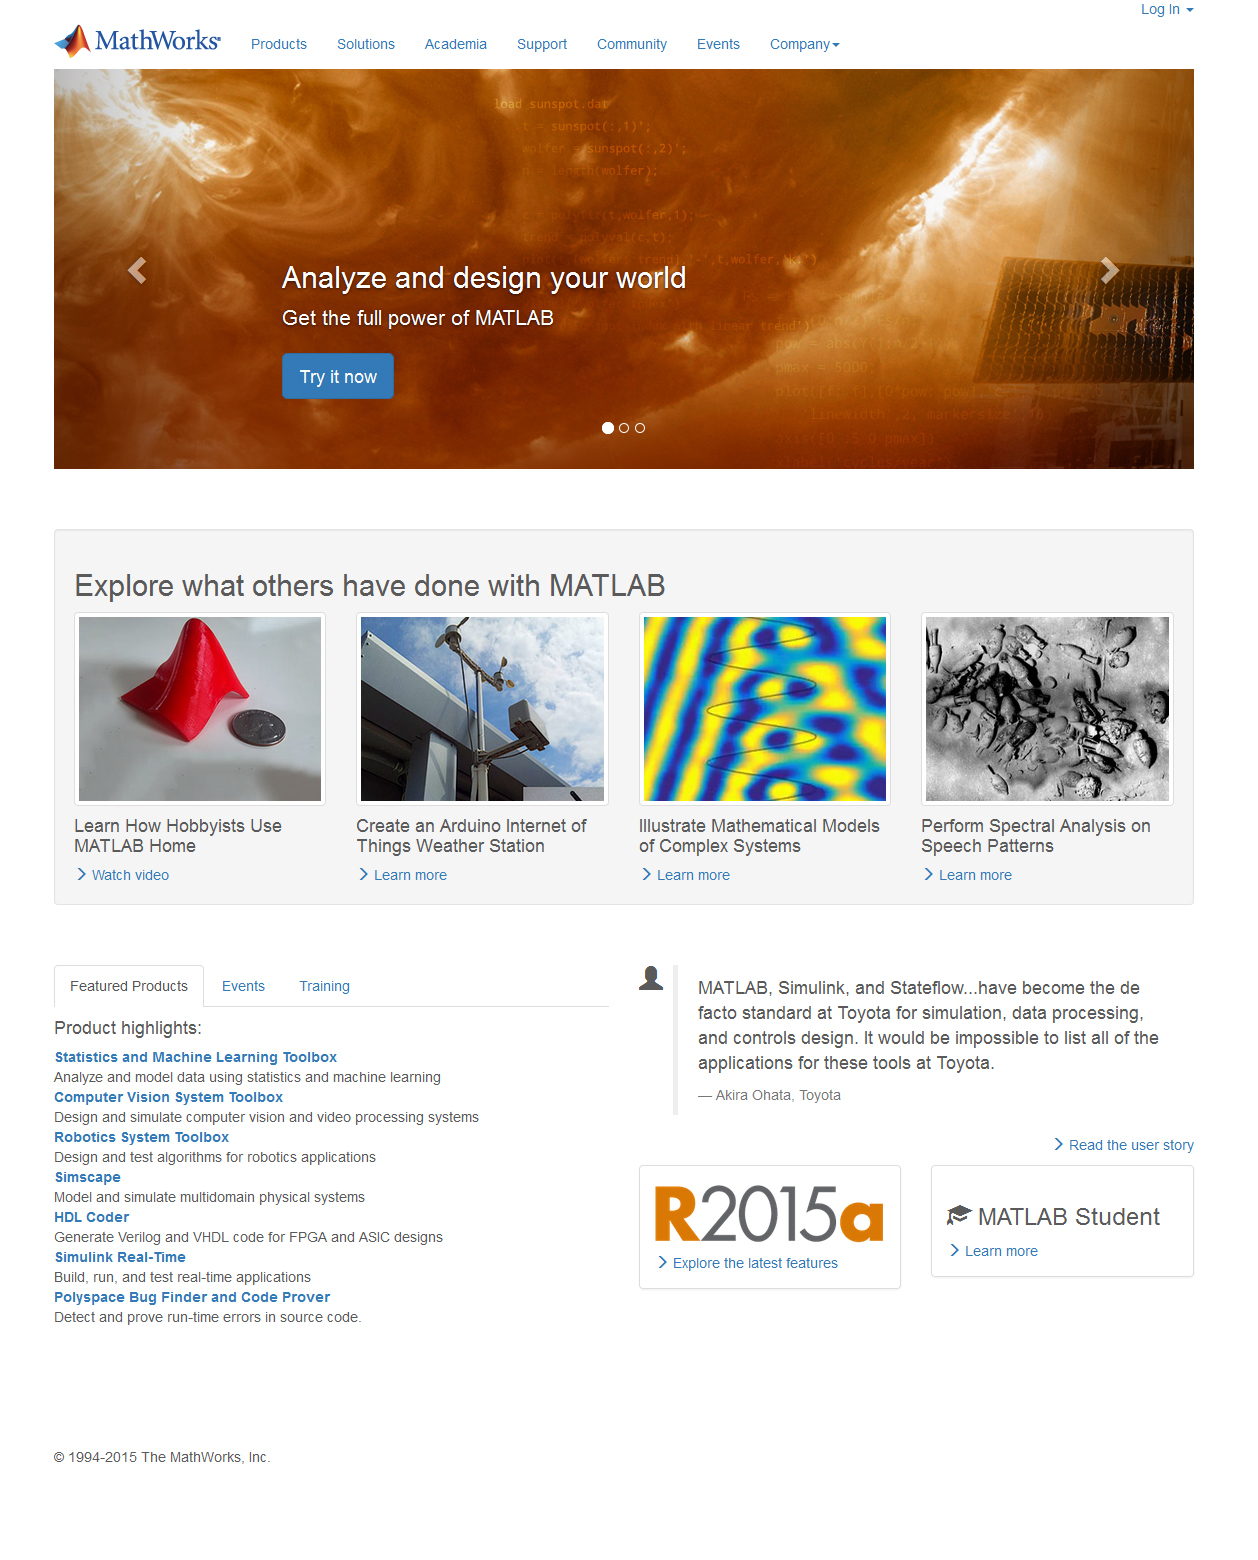 Log In
MathWorks®
Products Solutions Academia Support Community Events Company
load sunspot.dat
t = sunspot(:,1)';
wolfer = sunspot(:,2)';
n = length(wolfer);
c = polyfit(t,wolfer,1);
trend = polyval(c,t);
Analyze and design your world
Get the full power of MATLAB
pmax = 5000;
Try it now
Explore what others have done with MATLAB
Learn How Hobbyists Use
MATLAB Home
Watch video
Create an Arduino Internet of
Things Weather Station
Learn more
Illustrate Mathematical Models
of Complex Systems
Learn more
Perform Spectral Analysis on
Speech Patterns
Learn more
Featured Products Events Training
Product highlights:
Statistics and Machine Learning Toolbox
Analyze and model data using statistics and machine learning
Computer Vision System Toolbox
Design and simulate computer vision and video processing systems
Robotics System Toolbox
Design and test algorithms for robotics applications
Simscape
Model and simulate multidomain physical systems
HDL Coder
Generate Verilog and VHDL code for FPGA and ASIC designs
Simulink Real-Time
Build, run, and test real-time applications
Polyspace Bug Finder and Code Prover
Detect and prove run-time errors in source code.
MATLAB, Simulink, and Stateflow...have become the de
facto standard at Toyota for simulation, data processing,
and controls design. It would be impossible to list all of the
applications for these tools at Toyota.
— Akira Ohata, Toyota
Read the user story
R2015a
Explore the latest features
MATLAB Student
Learn more
© 1994-2015 The MathWorks, Inc.